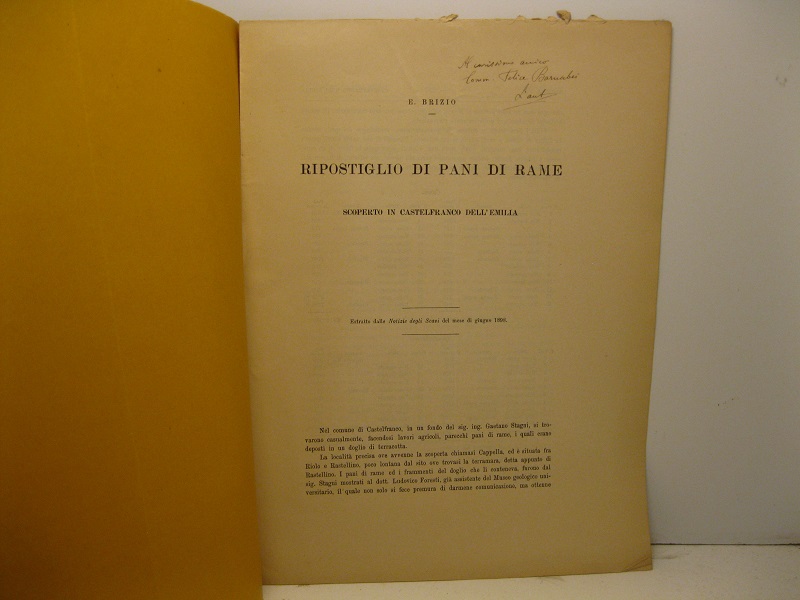 Al carissimo amico
Comm. Felice Barnabei
L'aut
E. BRIZIO
RIPOSTIGLIO DI PANI DI RAME
SCOPERTO IN CASTELFRANCO DELL'EMILIA
Estratto dalle Notizie degli Scavi del mese di giugno
Nel comune di Castelfranco, in un fondo del sig. ing. Gaetano Stagni, si tro-
varono casualmente, facendosi lavori agricoli, parecchi pani di rame, i quali erano
deposti in un doglio di terracotta.
La località precisa ove avvenne la scoperta chiamasi Cappella, ed è situata fra
Riolo e Rastellino, poco lontana dal sito ove trovasi la terramara, detta appunto di
Rastellino. I pani di rame ed i frammenti del doglio che li conteneva, furono dal
sig. Stagni mostrati al dott. Lodovico Foresti, già assistente del Museo geologico uni-
versitario, il quale non solo si fece premura di darmene comunicazione, ma ottenne